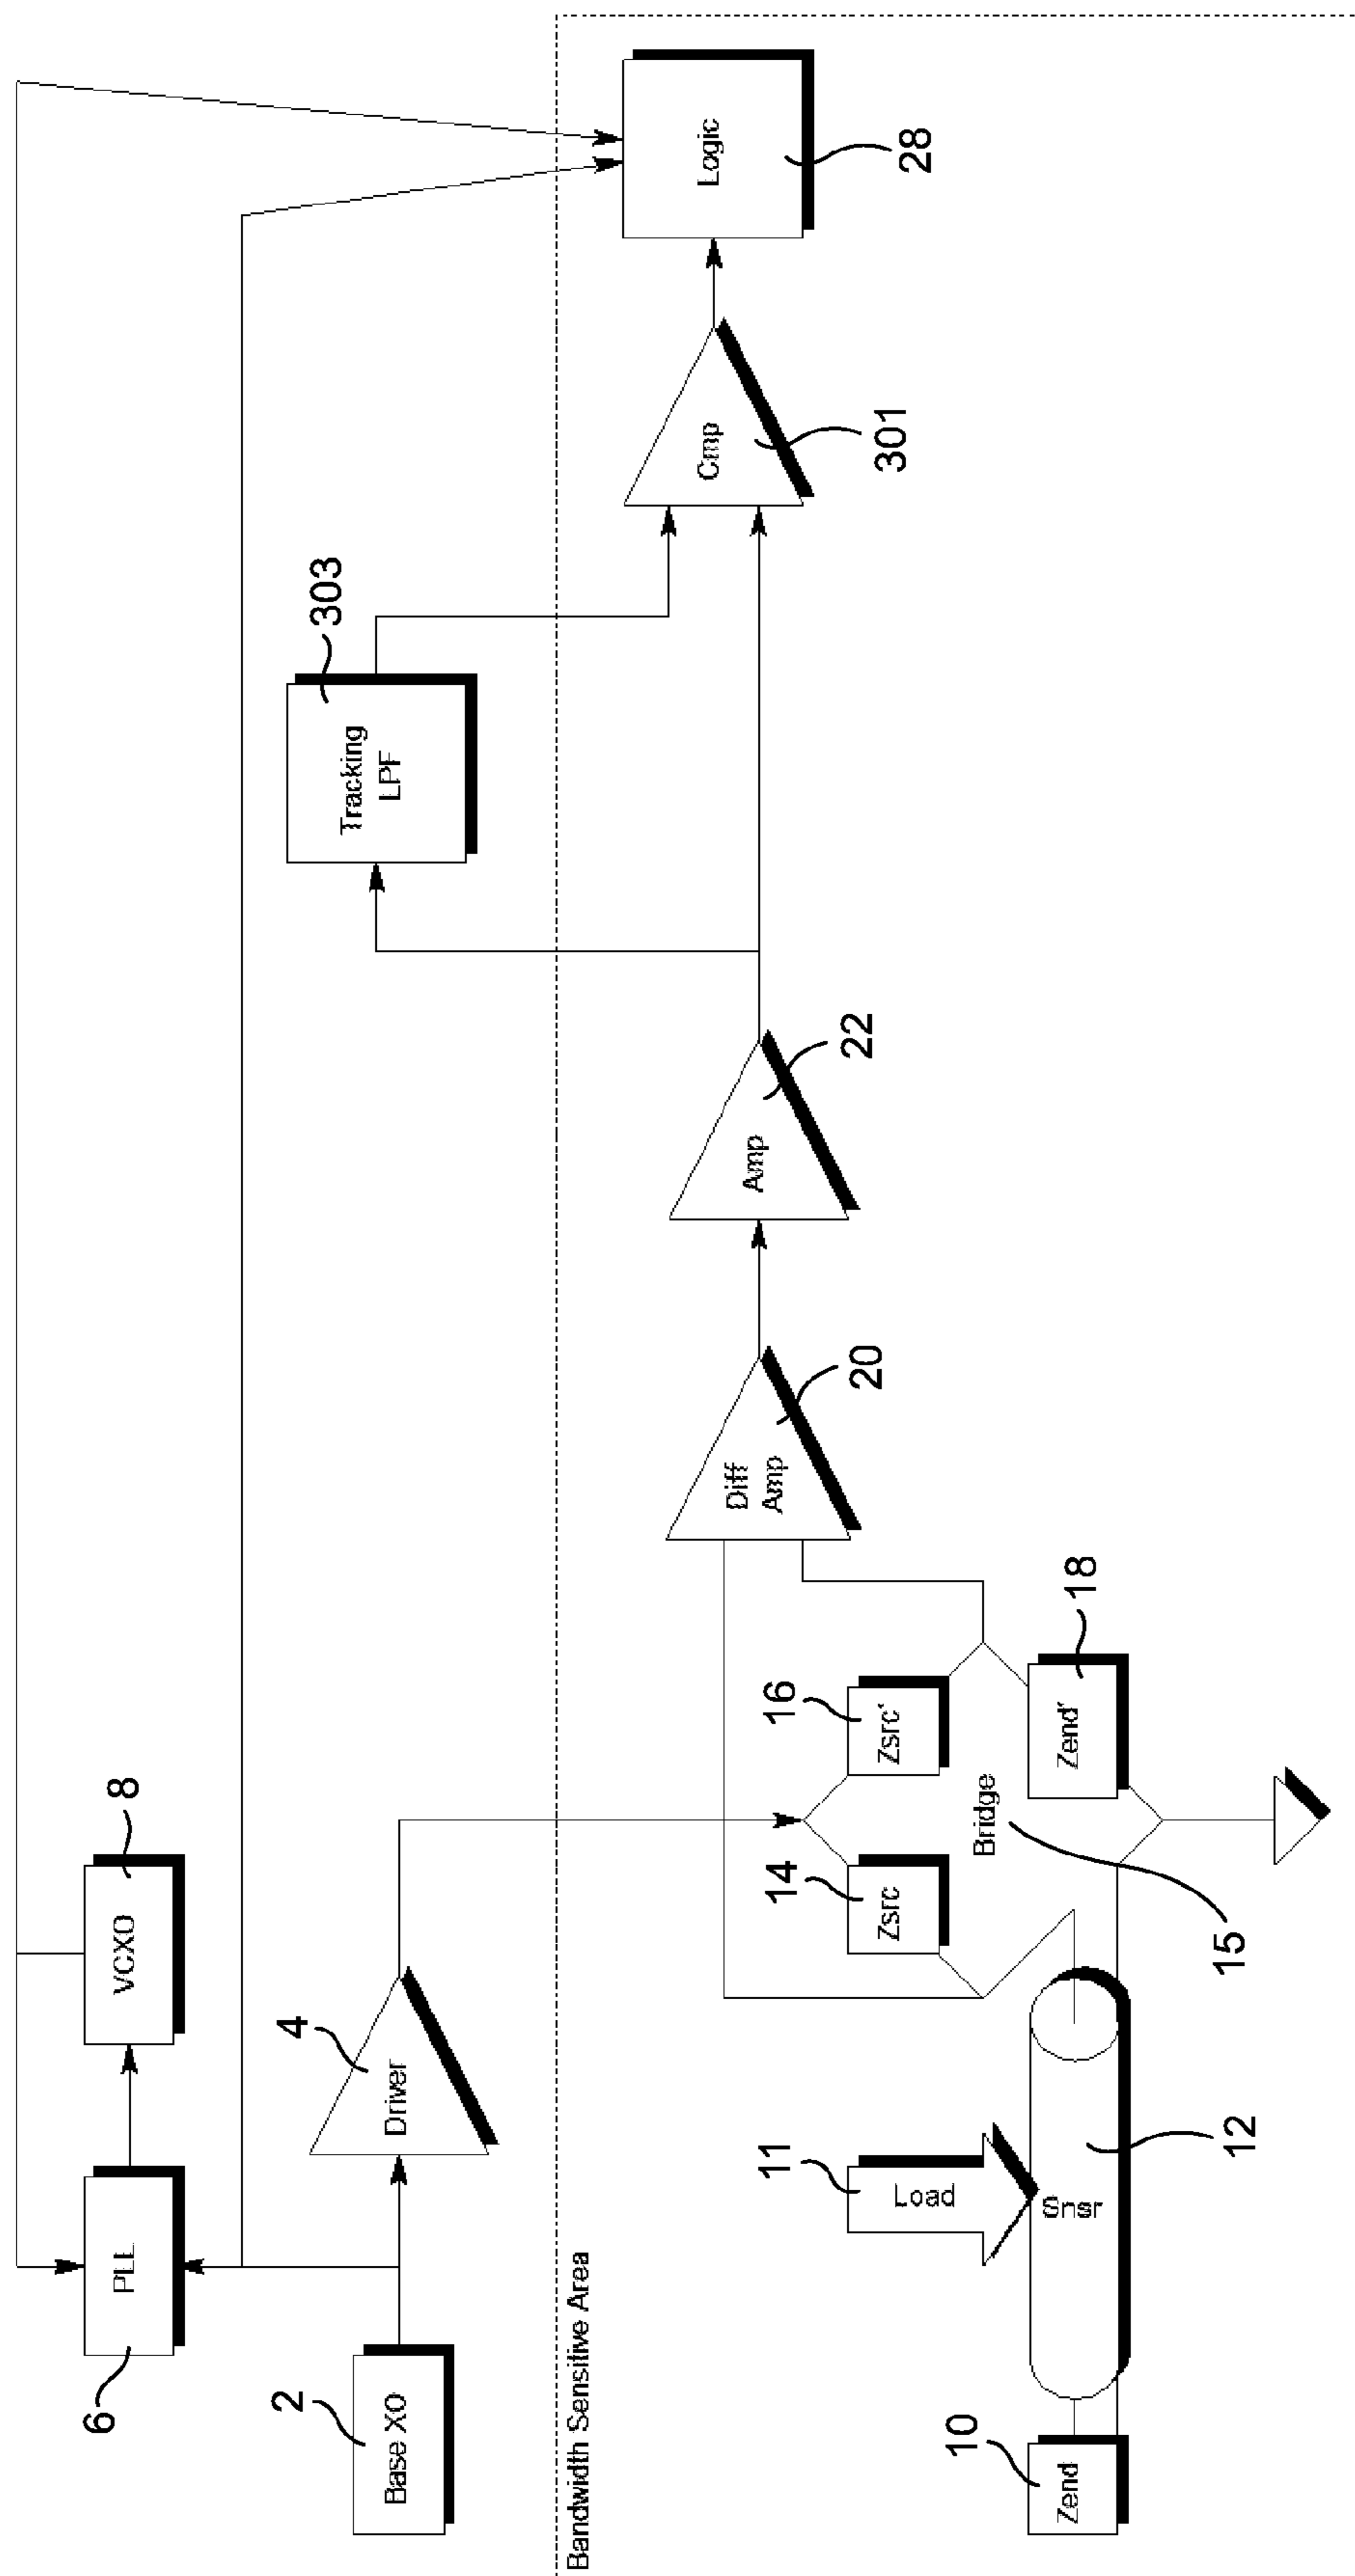 6
PLL
8
VCXO
2
Base XO
4
Driver
303
Tracking
LPF
Bandwidth Sensitive Area
10
Zend
11
Load
Snsr
12
14
Zsrc
16
Zsrc'
Bridge
15
18
Zend'
Diff
Amp
20
Amp
22
Cmp
301
Logic
28